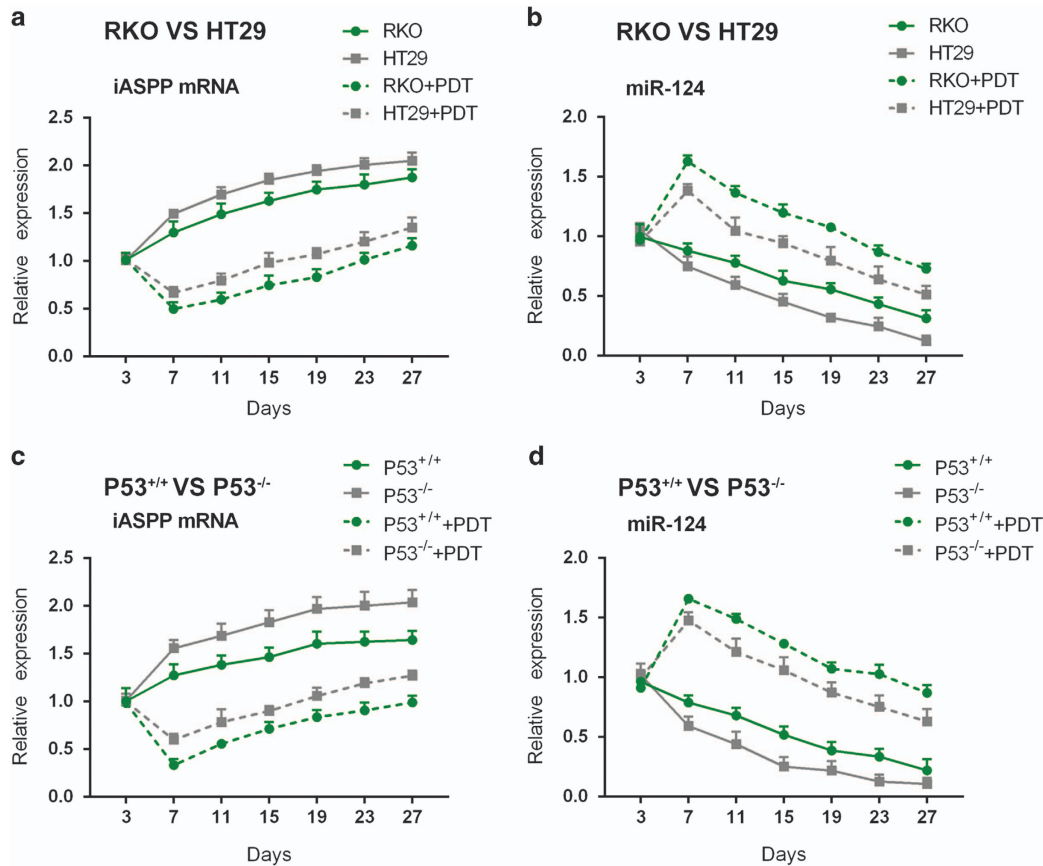 a
RKO VS HT29
iASPP mRNA
RKO
HT29
RKO+PDT
HT29+PDT
Relative expression
2.5
2.0
1.5
1.0
0.5
0.0
3 7 11 15 19 23 27
Days
b
RKO VS HT29
miR-124
RKO
HT29
RKO+PDT
HT29+PDT
Relative expression
2.0
1.5
1.0
0.5
0.0
3 7 11 15 19 23 27
Days
c
P53+/+ VS P53-/-
iASPP mRNA
P53+/+
P53-/-
P53+/++PDT
P53-/-+PDT
Relative expression
2.5
2.0
1.5
1.0
0.5
0.0
3 7 11 15 19 23 27
Days
d
P53+/+ VS P53-/-
miR-124
P53+/+
P53-/-
P53+/++PDT
P53-/-+PDT
Relative expression
2.0
1.5
1.0
0.5
0.0
3 7 11 15 19 23 27
Days